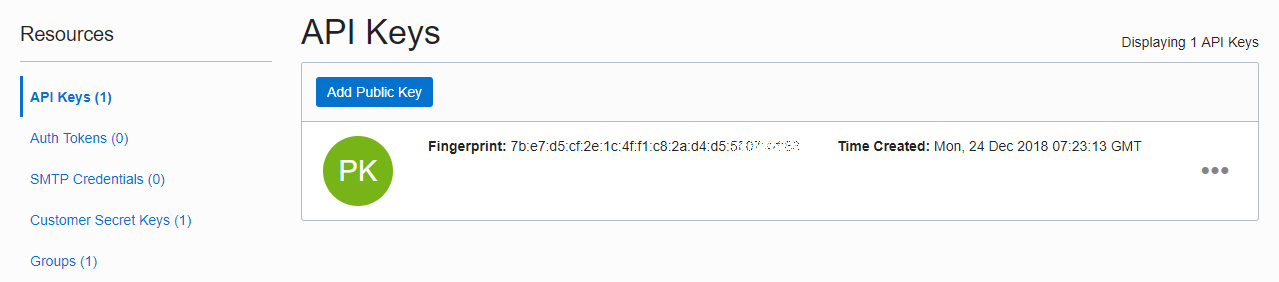 Resources
API Keys (1)
Auth Tokens (0)
SMTP Credentials (0)
Customer Secret Keys (1)
Groups (1)
API Keys
Displaying 1 API Keys
Add Public Key
PK
Fingerprint: 7b:e7:d5:cf:2e:1c:4f:f1:c8:2a:d4:d5:5
Time Created: Mon, 24 Dec 2018 07:23:13 GMT